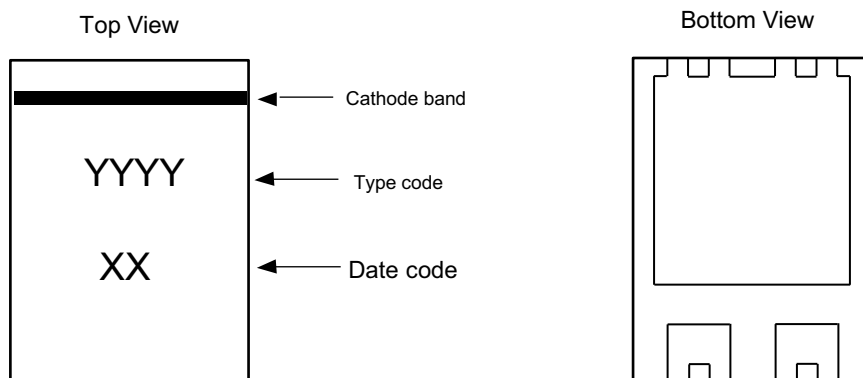 Top View
Bottom View
Cathode band
YYYY
Type code
XX
Date code